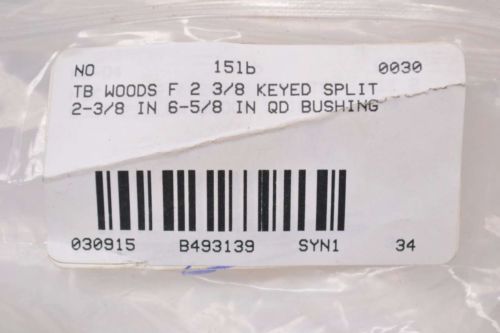 NO 151b 0030
TB WOODS F 2 3/8 KEYED SPLIT
2-3/8 IN 6-5/8 IN QD BUSHING
030915 B493139 SYN1 34